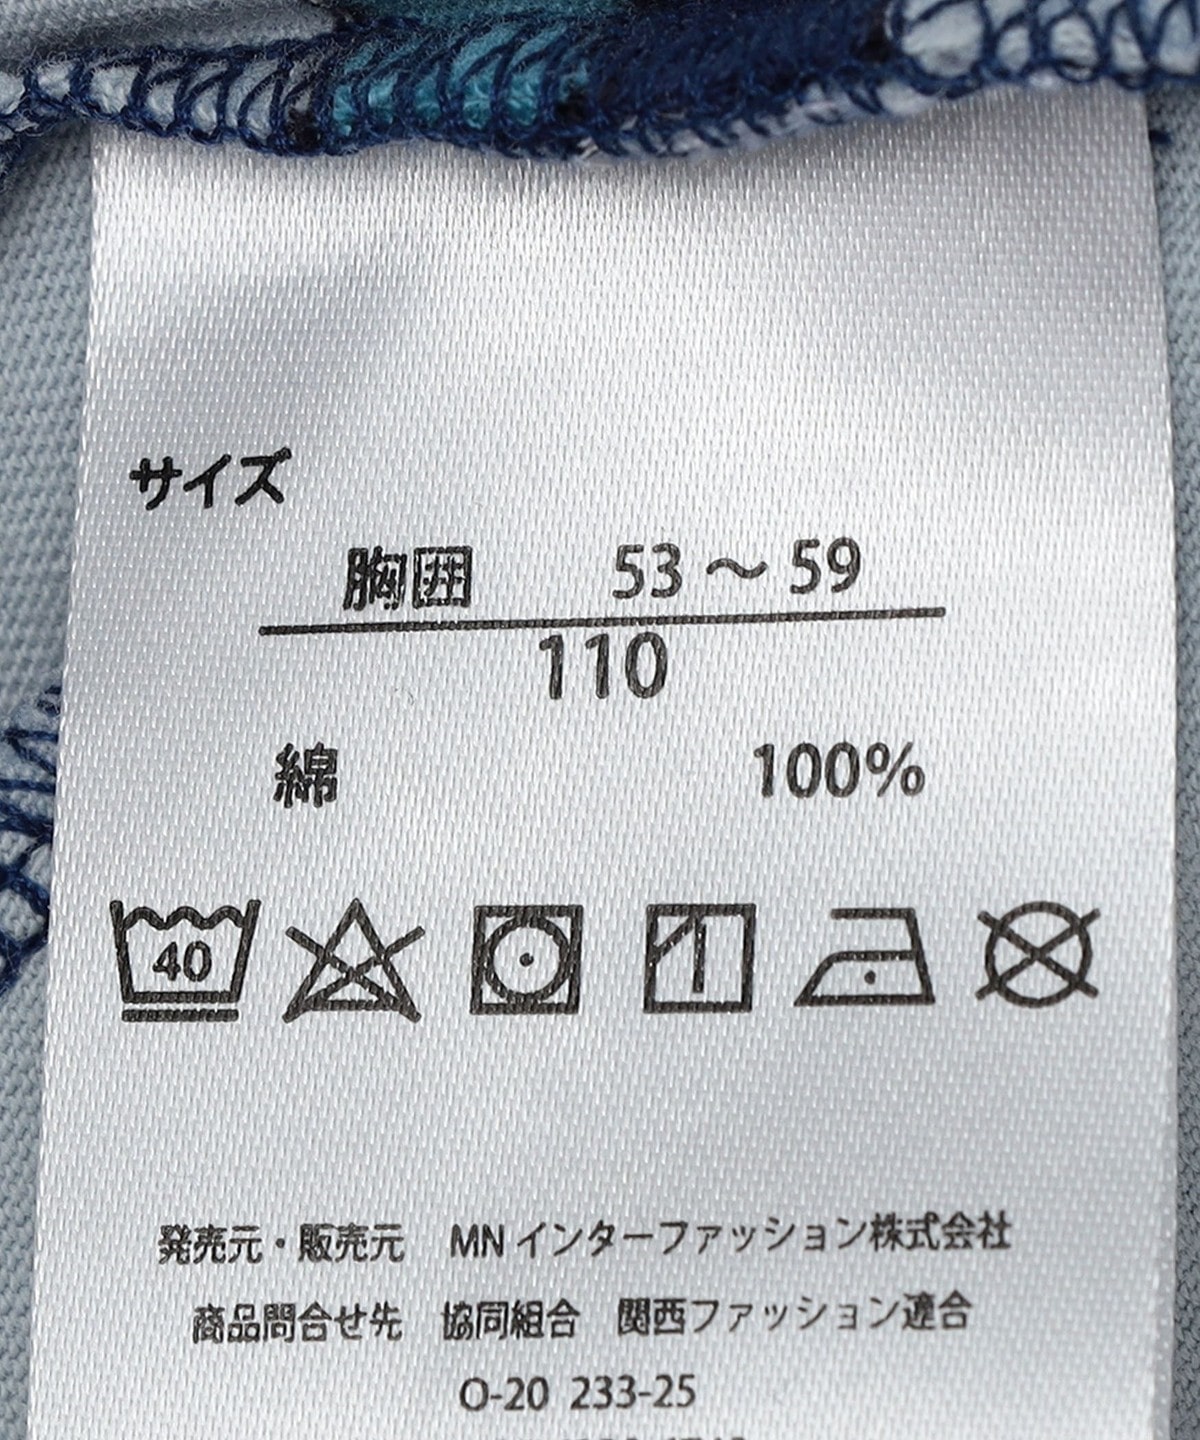 サイズ
胸囲 53～59
110
綿 100%
40
発売元・販売元 MNインターファッション株式会社
商品問合せ先 協同組合 関西ファッション連合
O-20 233-25